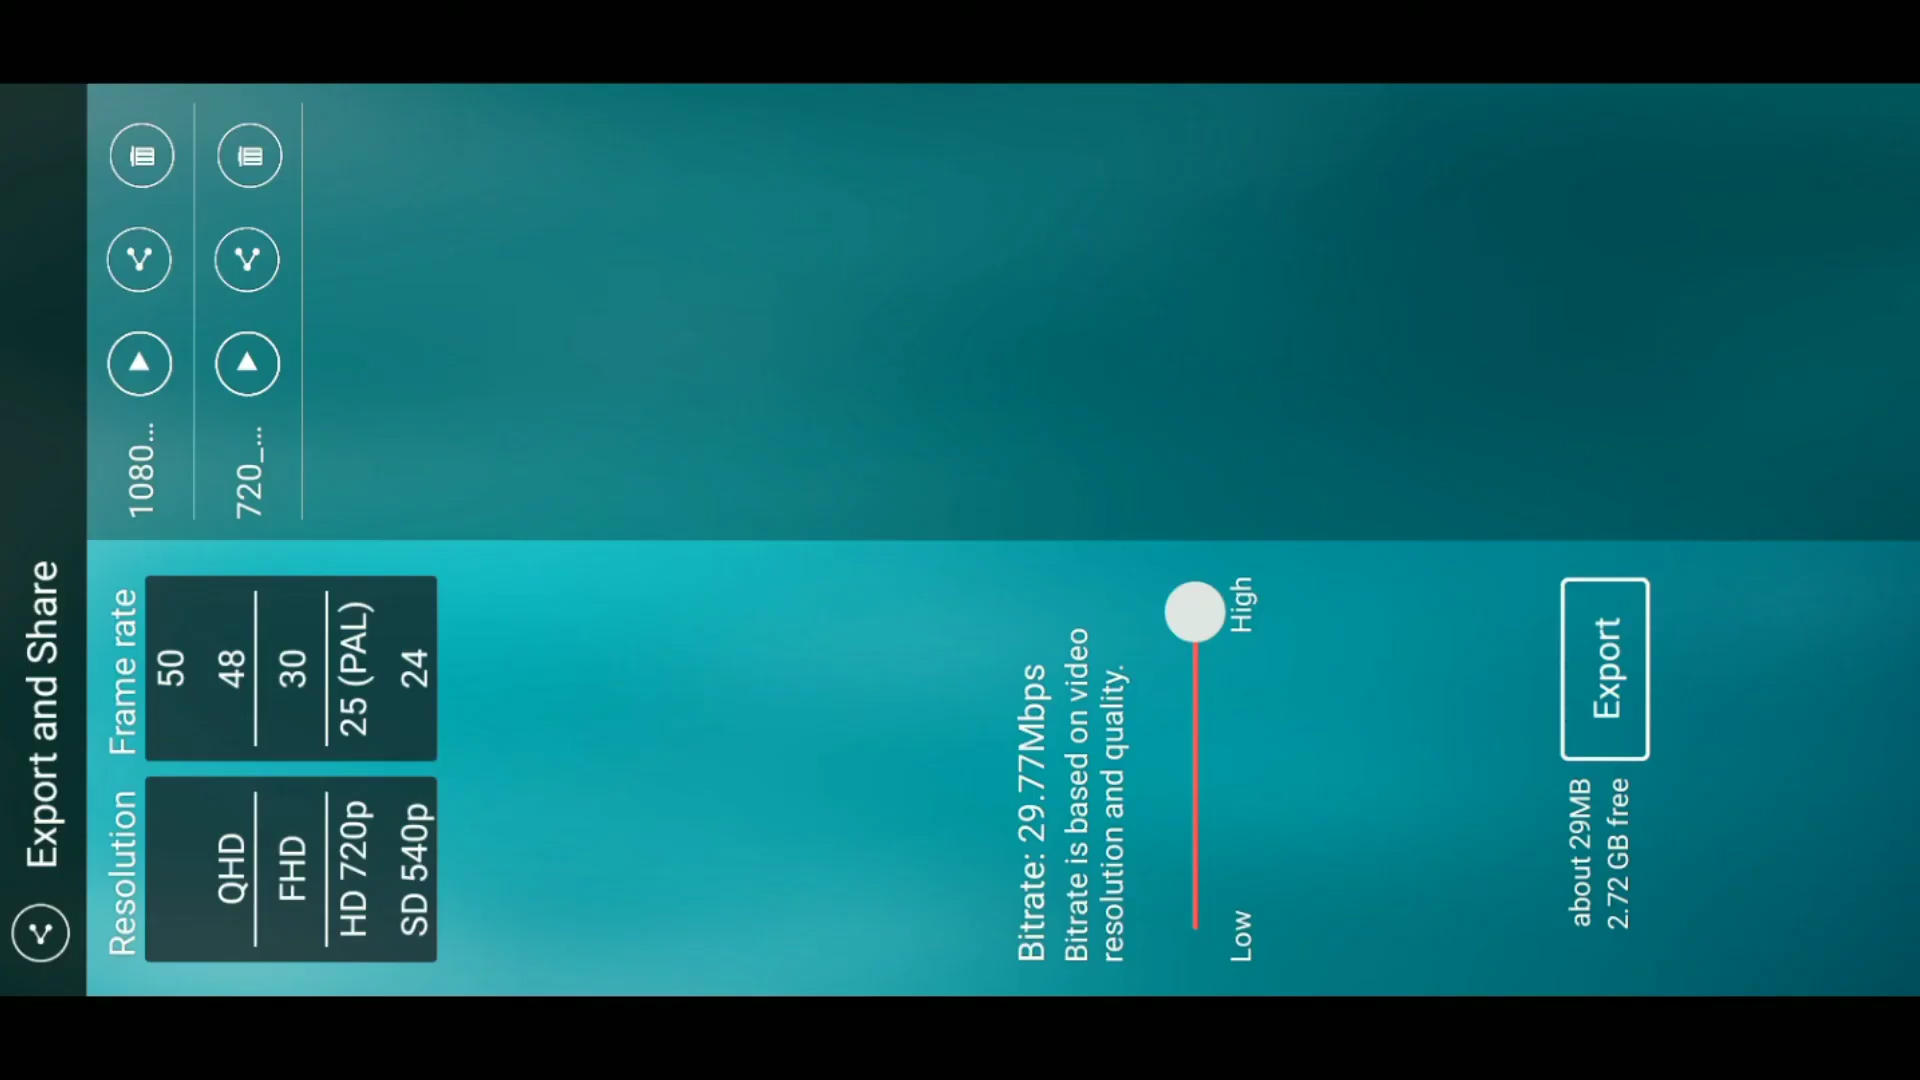 Export and Share
Resolution
QHD
FHD
HD 720p
SD 540p
Frame rate
50
48
30
25 (PAL)
24
Bitrate: 29.77Mbps
Bitrate is based on video
resolution and quality.
Low
High
about 29MB
2.72 GB free
Export
1080...
720_...